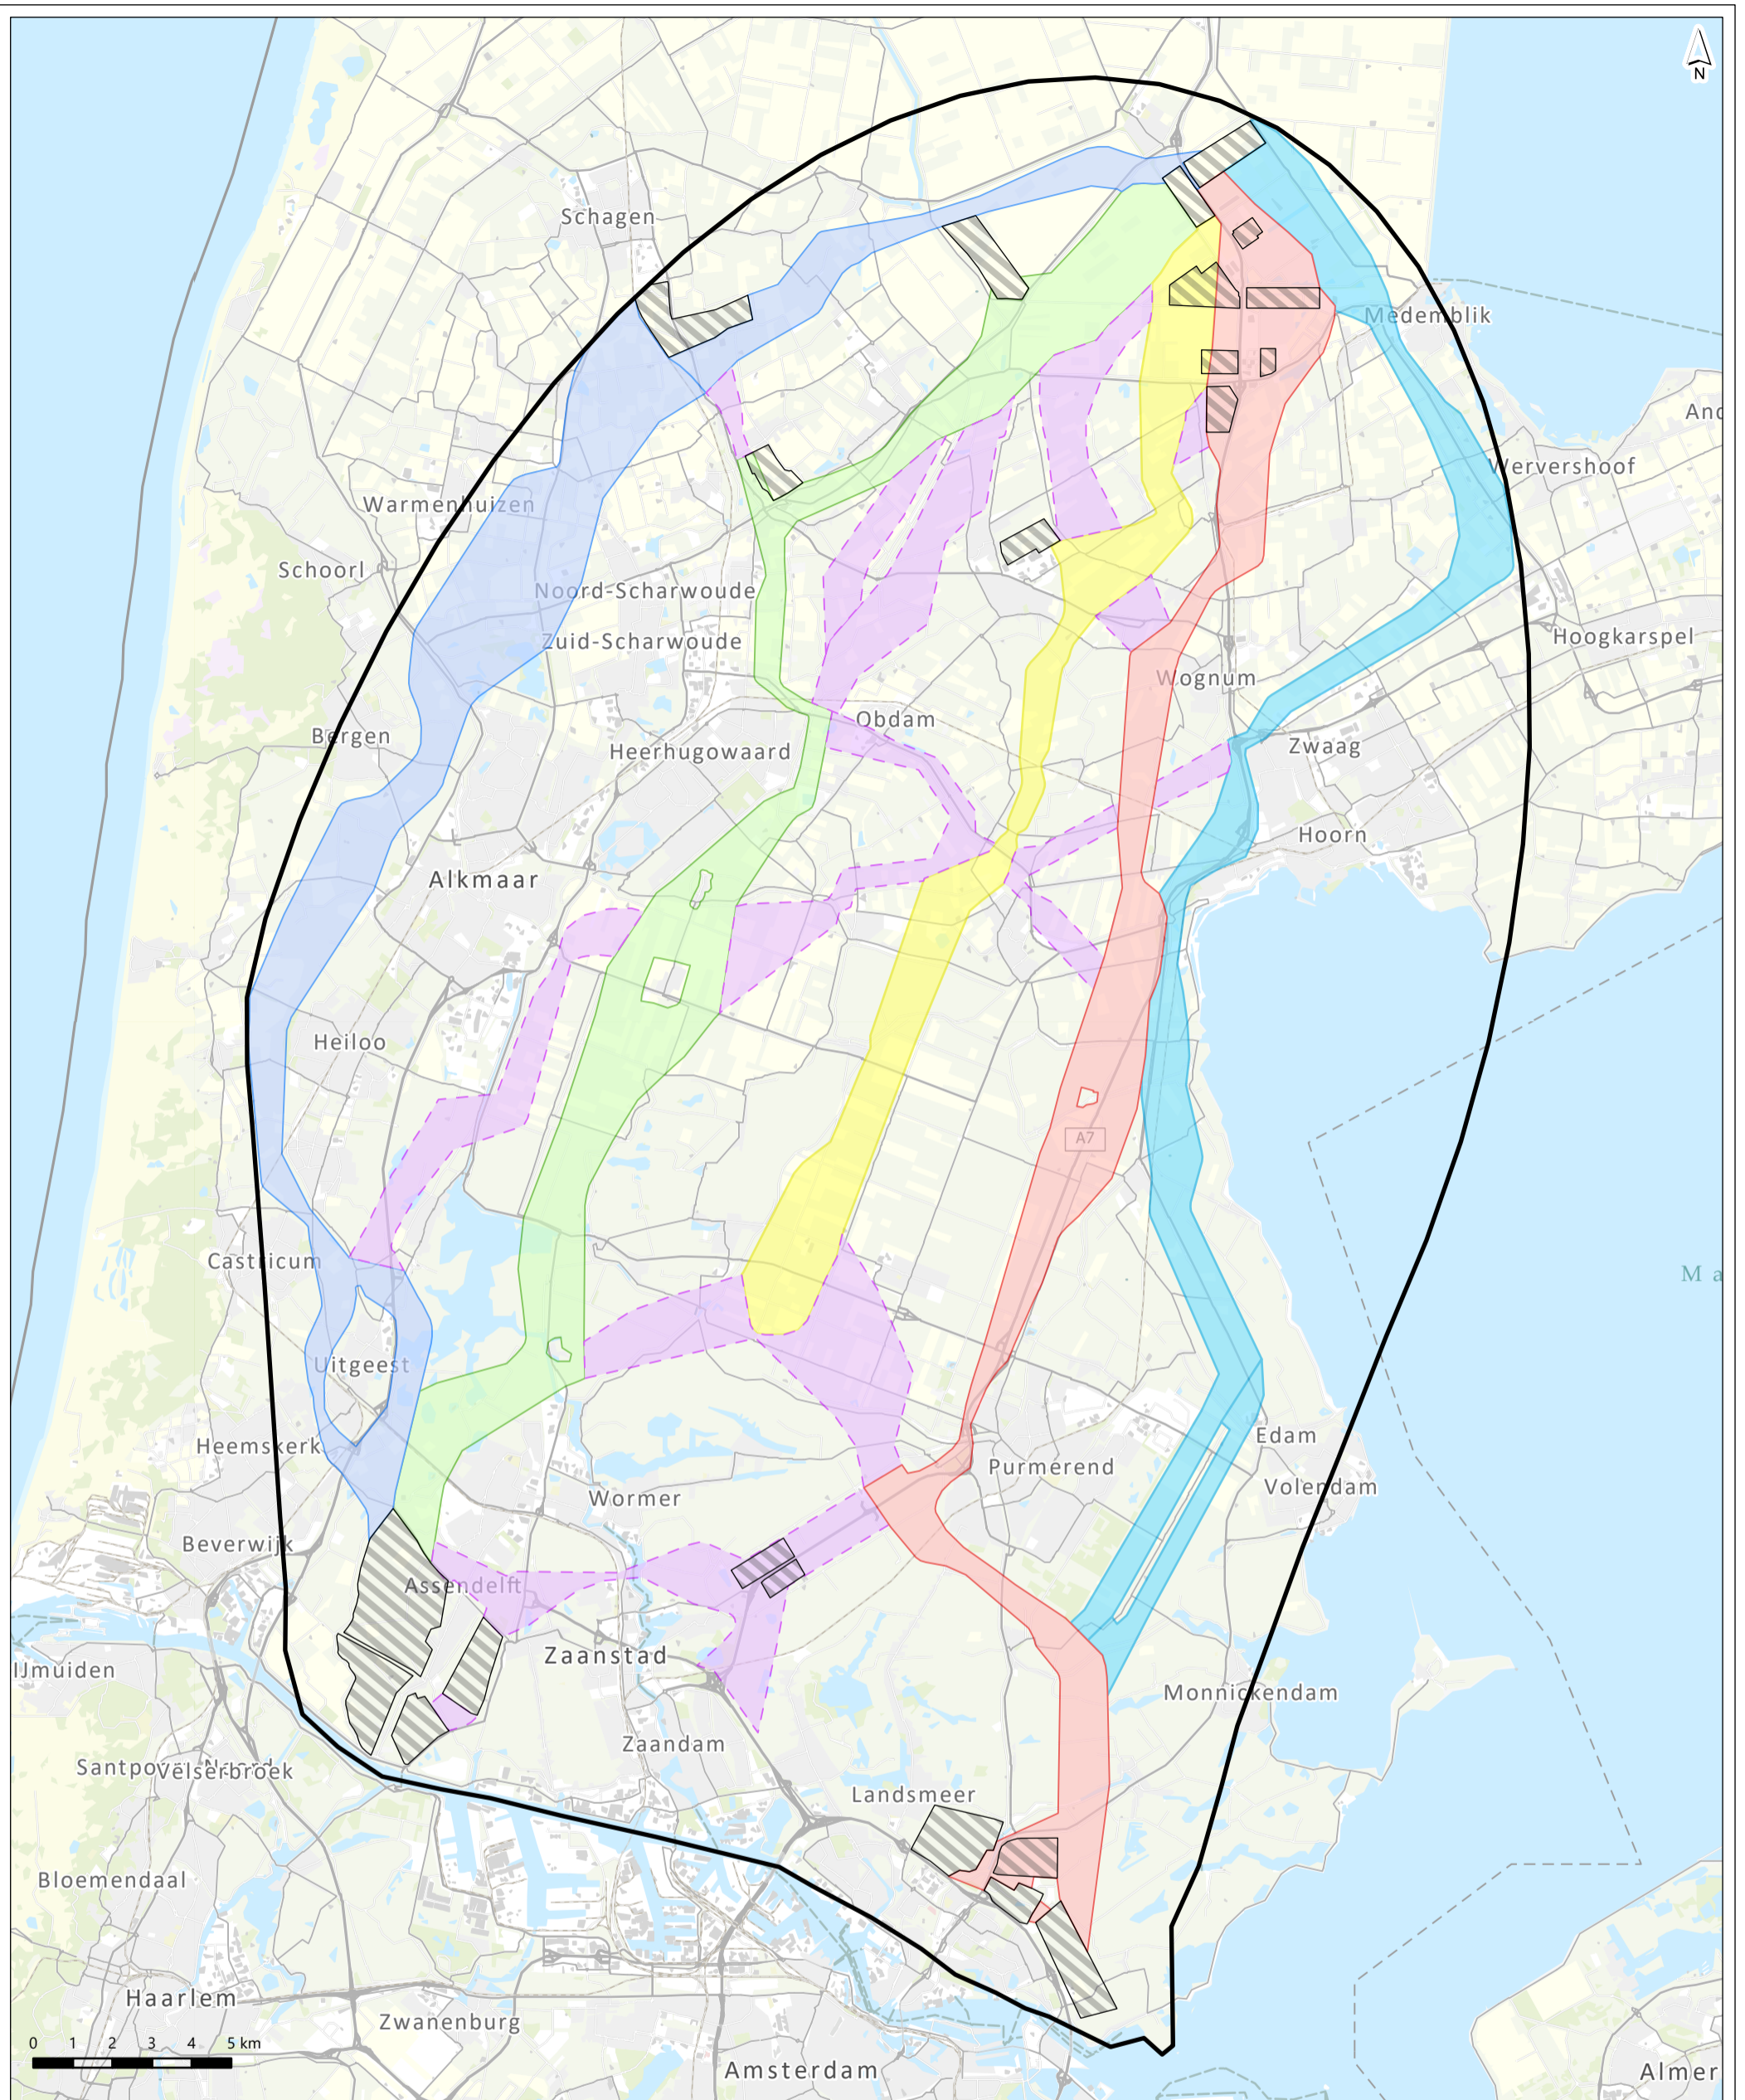 N
Schagen
Medemblik
And
Wervershoof
Warmenhuizen
Schoorl
Noord-Scharwoude
Hoogkarspel
Zuid-Scharwoude
Wognum
Obdam
Bergen
Zwaag
Heerhugowaard
Hoorn
Alkmaar
Heiloo
A7
Castricum
Ma
Uitgeest
Edam
Heemskerk
Purmerend
Volendam
Wormer
Beverwijk
Assendelft
Zaanstad
IJmuiden
Monnickendam
Zaandam
Velserbroek
Landsmeer
Bloemendaal
Haarlem
Zwanenburg
0 1 2 3 4 5 km
Amsterdam
Almer